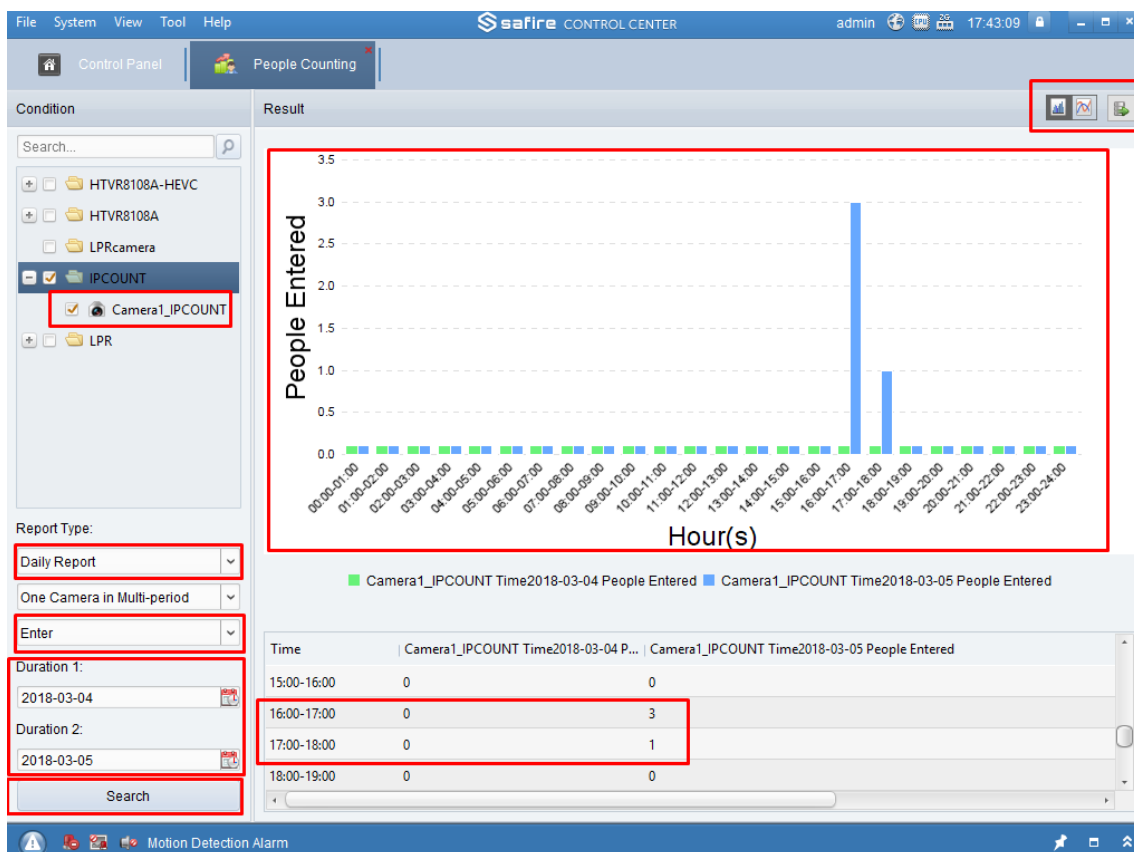 File System View Tool Help
safire CONTROL CENTER
admin 17:43:09
Control Panel
People Counting
Condition
Result
Search...
HTVR8108A-HEVC
HTVR8108A
LPRcamera
IPCOUNT
Camera1_IPCOUNT
LPR
Report Type:
Daily Report
One Camera in Multi-period
Enter
Duration 1:
2018-03-04
Duration 2:
2018-03-05
Search
People Entered
3.5
3.0
2.5
2.0
1.5
1.0
0.5
0.0
00:00-01:00
01:00-02:00
02:00-03:00
03:00-04:00
04:00-05:00
05:00-06:00
06:00-07:00
07:00-08:00
08:00-09:00
09:00-10:00
10:00-11:00
11:00-12:00
12:00-13:00
13:00-14:00
14:00-15:00
15:00-16:00
16:00-17:00
17:00-18:00
18:00-19:00
19:00-20:00
20:00-21:00
21:00-22:00
22:00-23:00
23:00-24:00
Hour(s)
Camera1_IPCOUNT Time2018-03-04 People Entered Camera1_IPCOUNT Time2018-03-05 People Entered
Time Camera1_IPCOUNT Time2018-03-04 P... Camera1_IPCOUNT Time2018-03-05 People Entered
15:00-16:00 0 0
16:00-17:00 0 3
17:00-18:00 0 1
18:00-19:00 0 0
Motion Detection Alarm